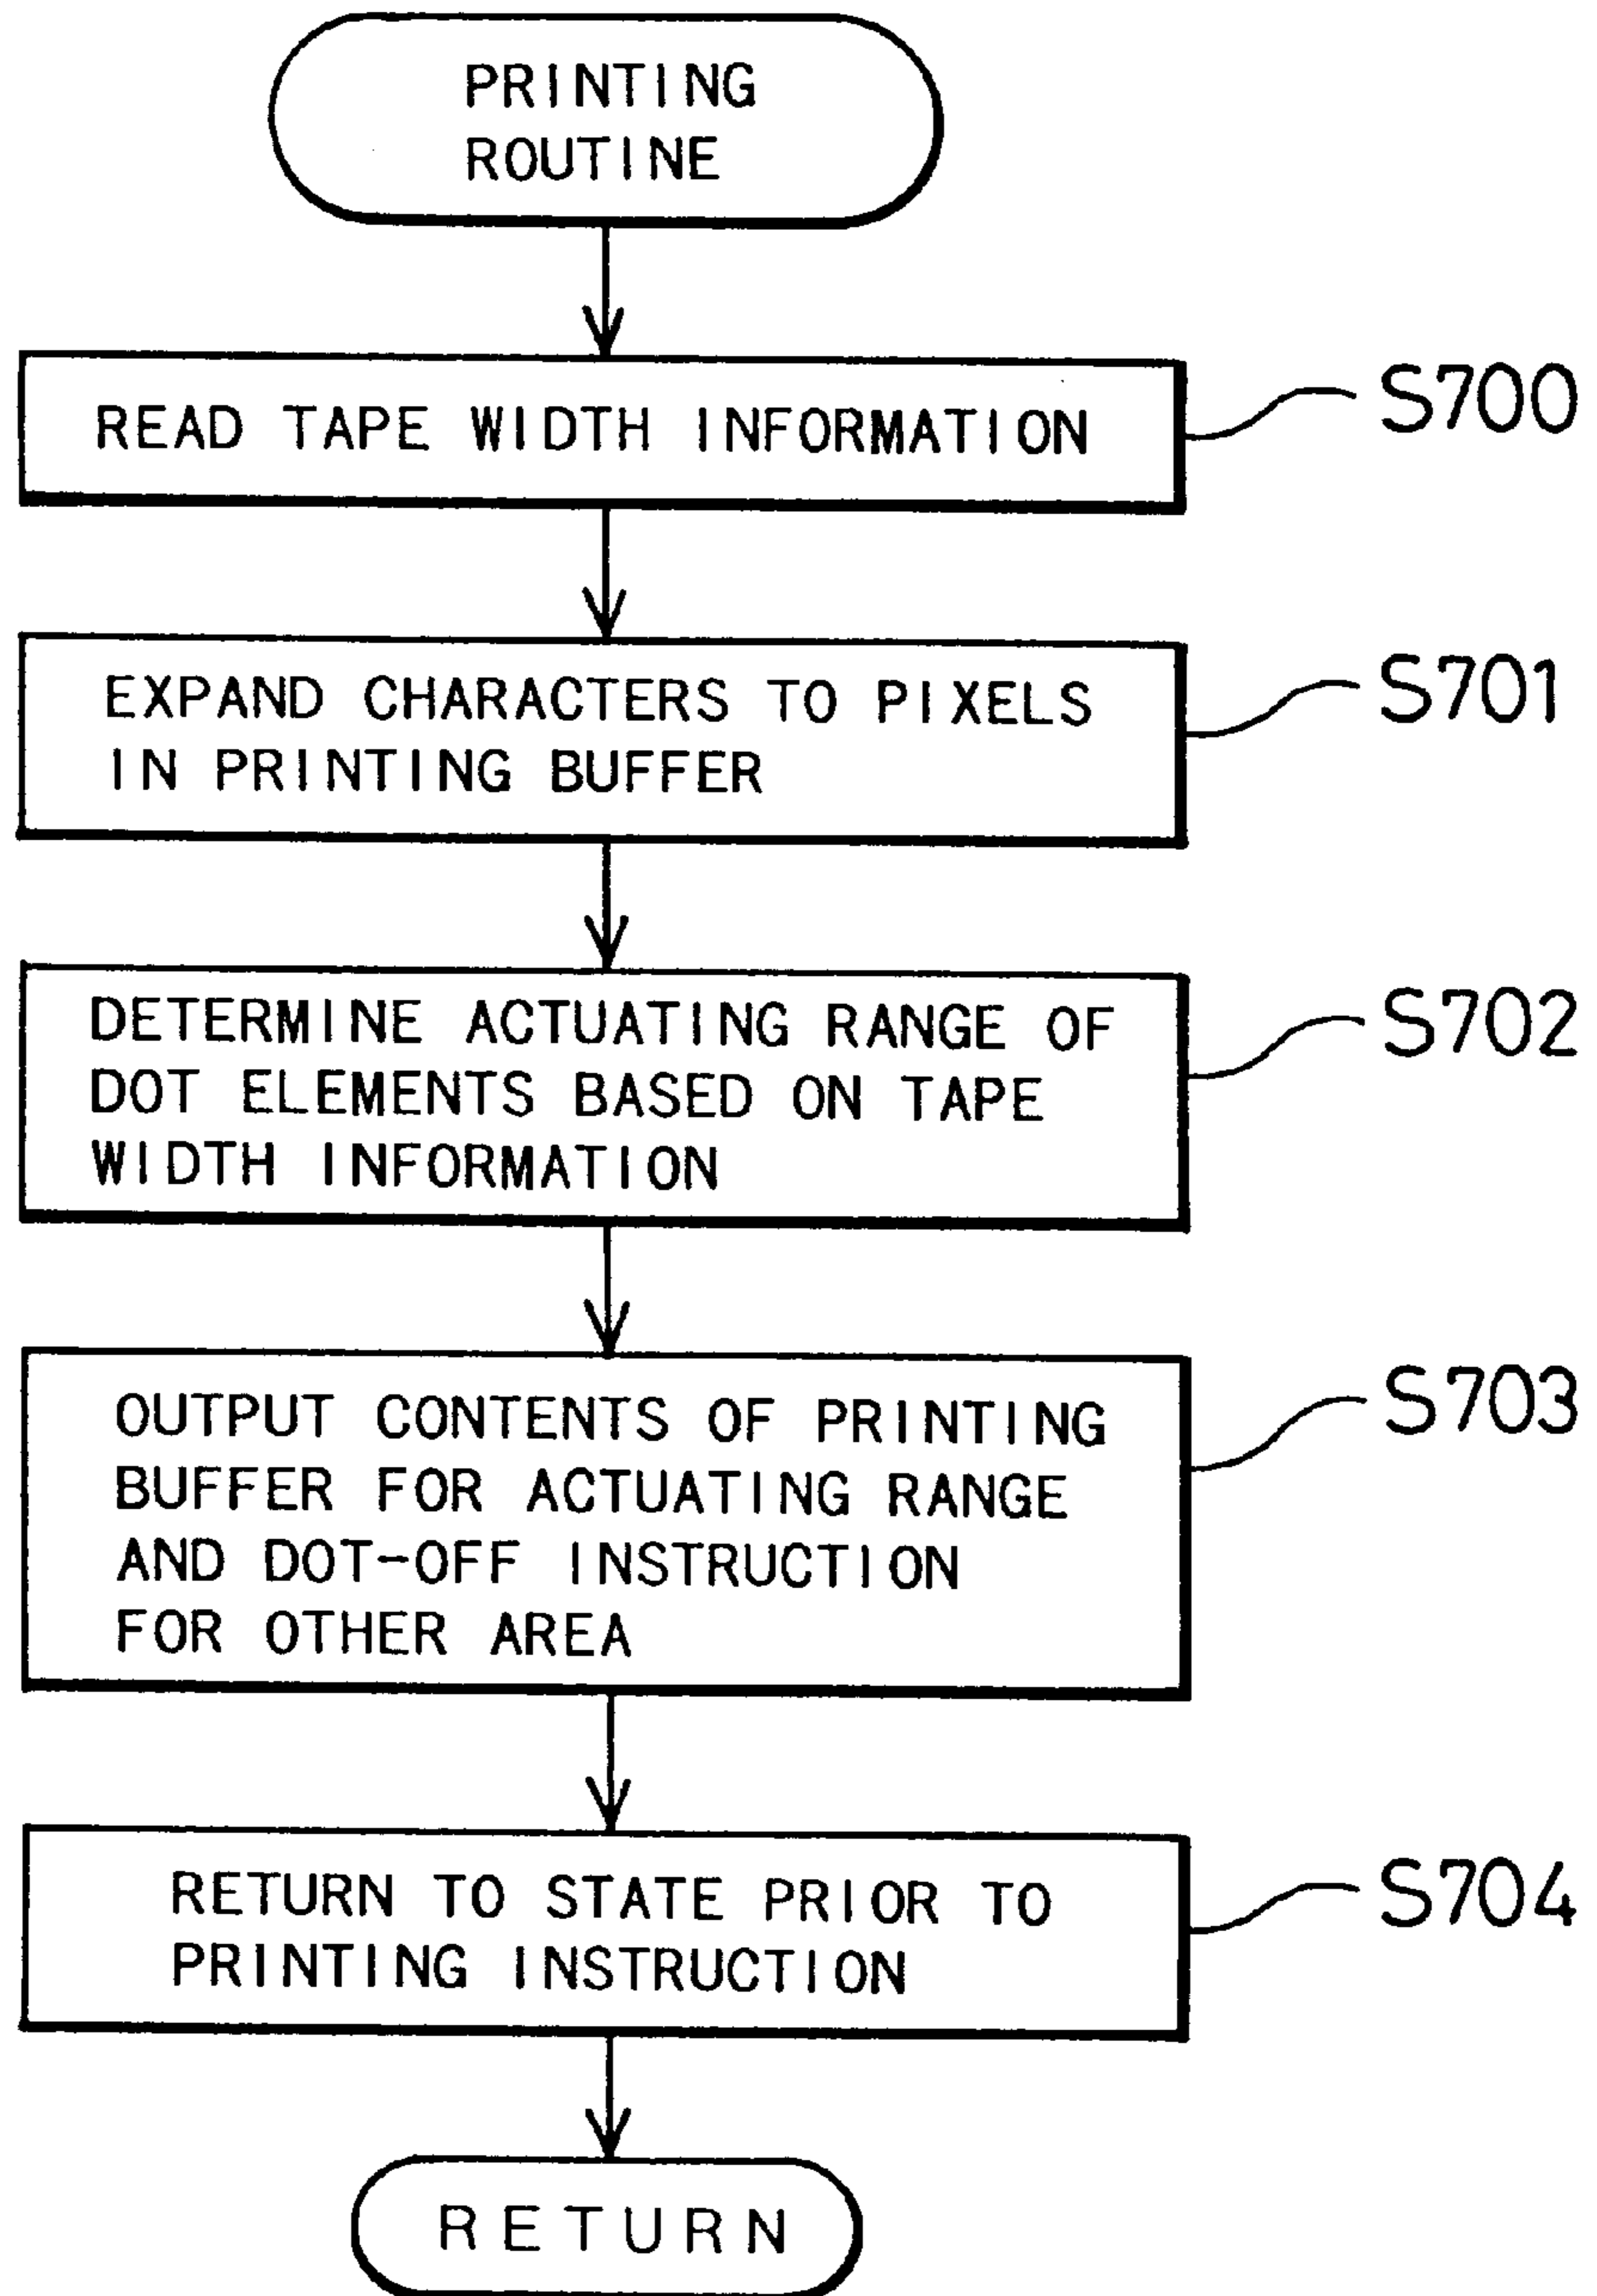 PRINTING
ROUTINE
READ TAPE WIDTH INFORMATION
S700
EXPAND CHARACTERS TO PIXELS
IN PRINTING BUFFER
S701
DETERMINE ACTUATING RANGE OF
DOT ELEMENTS BASED ON TAPE
WIDTH INFORMATION
S702
OUTPUT CONTENTS OF PRINTING
BUFFER FOR ACTUATING RANGE
AND DOT-OFF INSTRUCTION
FOR OTHER AREA
S703
RETURN TO STATE PRIOR TO
PRINTING INSTRUCTION
S704
RETURN